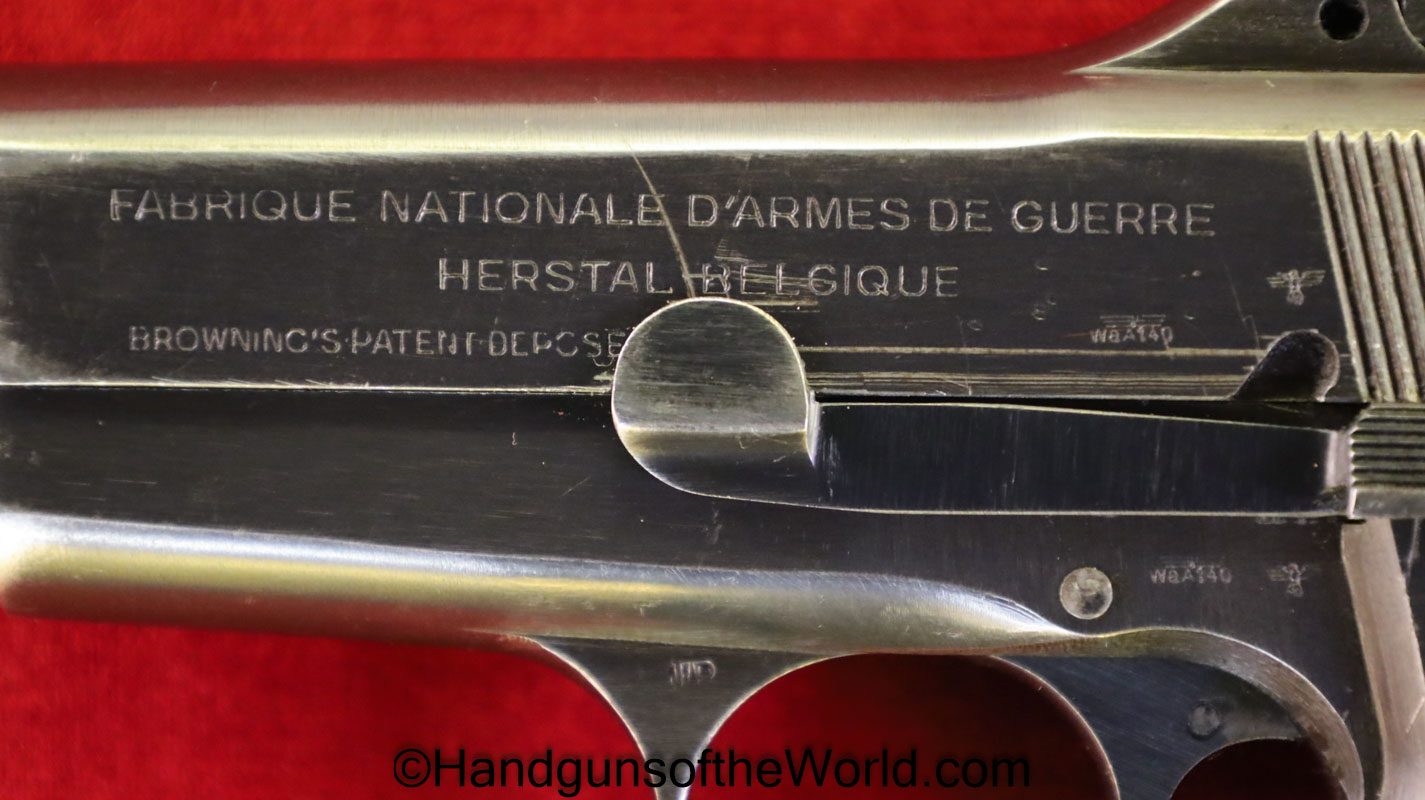 FABRIQUE NATIONALE D'ARMES DE GUERRE
HERSTAL BELGIQUE
BROWNING'S·PATENT·DEPOSE
WaA140
WaA140
©HandgunsoftheWorld.com